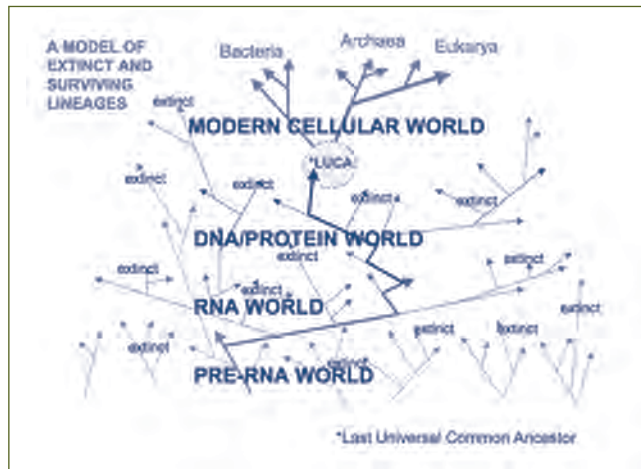 A MODEL OF
EXTINCT AND
SURVIVING
LINEAGES
Bacteria
Archaea
Eukarya
extinct
MODERN CELLULAR WORLD
*LUCA
extinct
extinct
extinct
extinct
extinct
DNA/PROTEIN WORLD
extinct
extinct
extinct
extinct
RNA WORLD
extinct
extinct
extinct
extinct
PRE-RNA WORLD
*Last Universal Common Ancestor